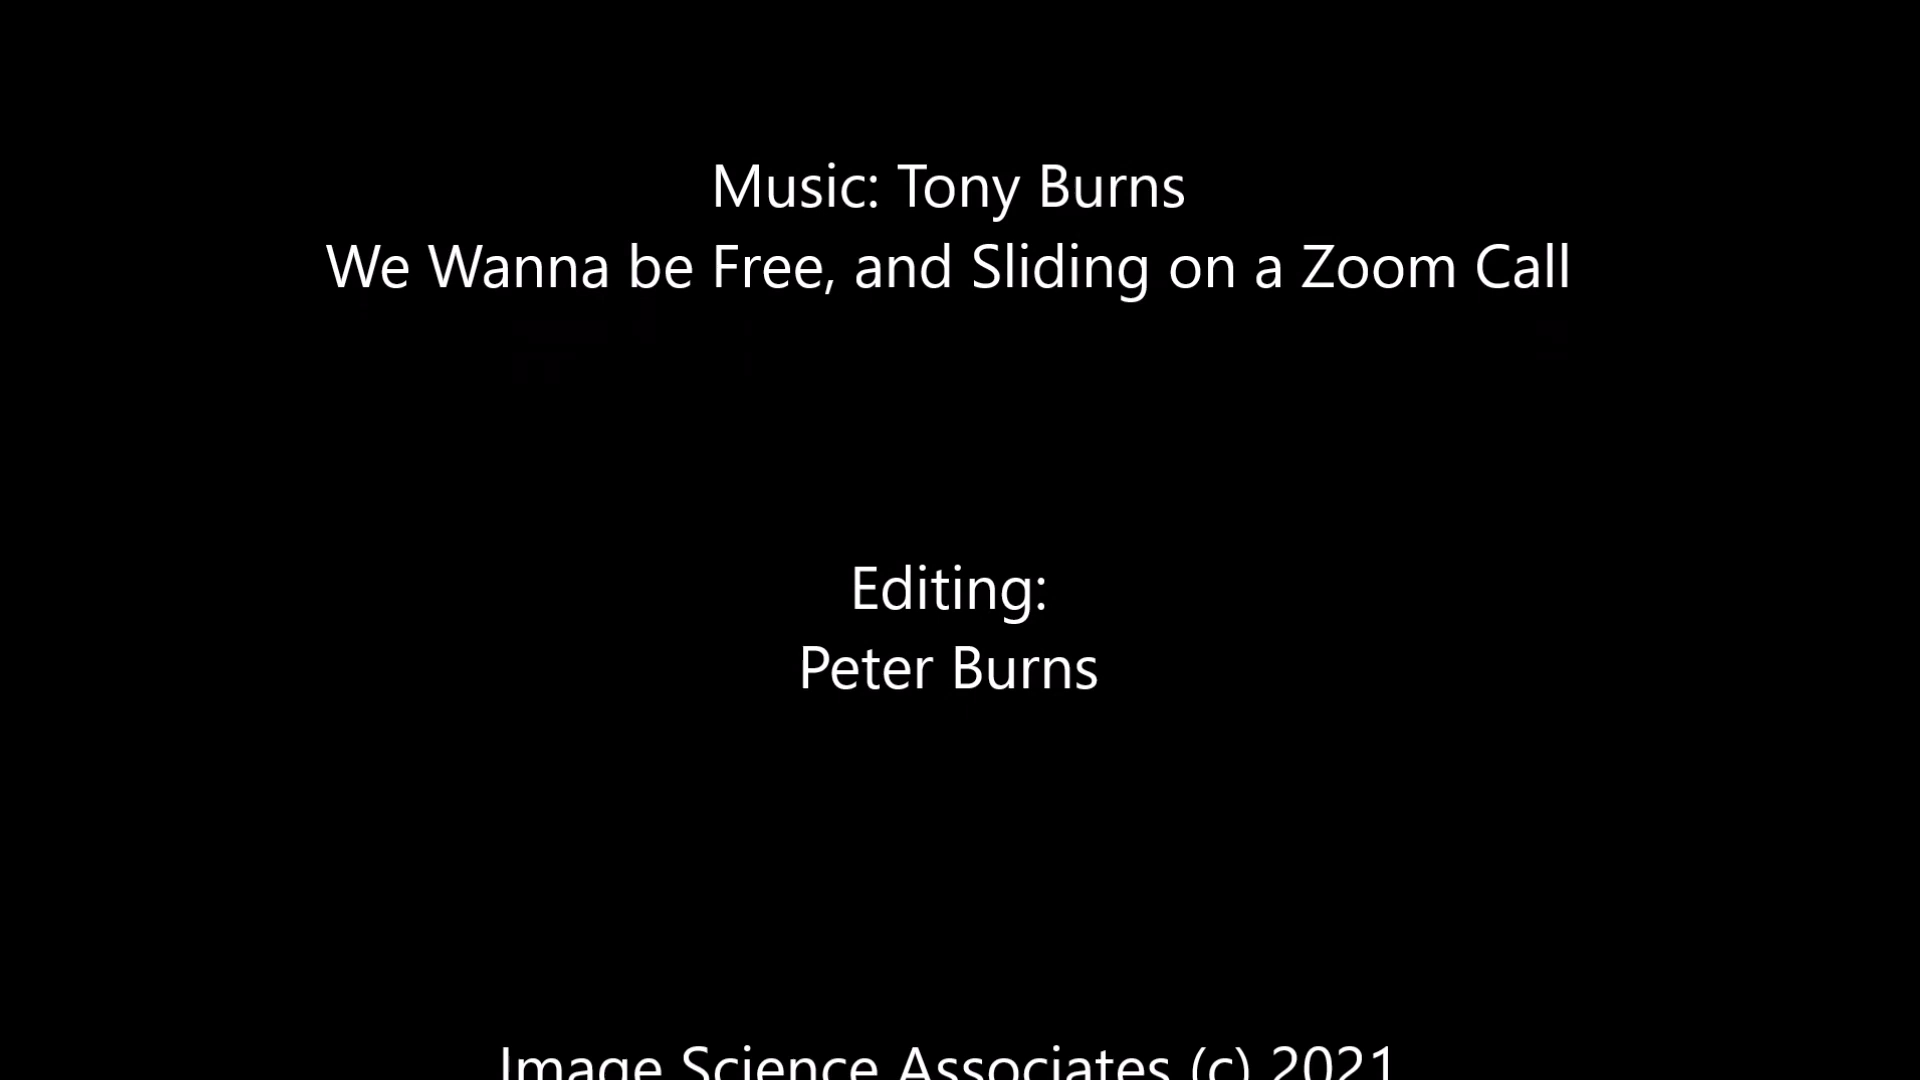 Music: Tony Burns
We Wanna be Free, and Sliding on a Zoom Call
Editing:
Peter Burns
Image Science Associates (c) 2021